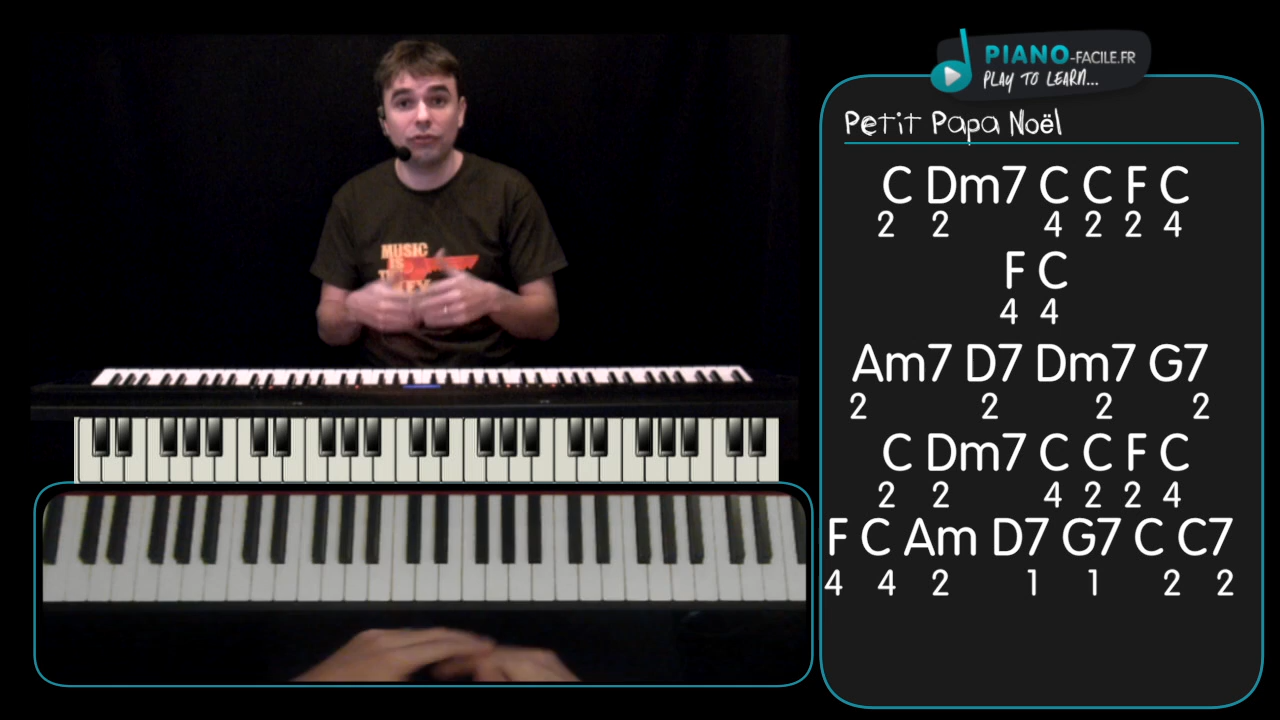 PIANO-FACILE.FR
PLAY TO LEARN...
Petit Papa Noël
C Dm7 C C F C
2 2 4 2 2 4
F C
4 4
Am7 D7 Dm7 G7
2 2 2 2
C Dm7 C C F C
2 2 4 2 2 4
F C Am D7 G7 C C7
4 4 2 1 1 2 2
MUSIC
IS